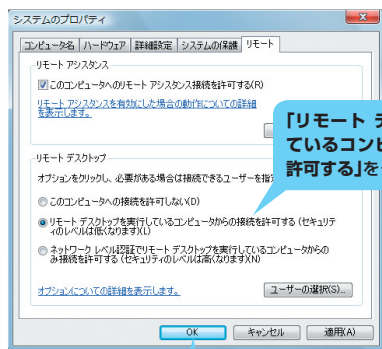 システムのプロパティ
コンピュータ名 ハードウェア 詳細設定 システムの保護 リモート
リモート アシスタンス
このコンピュータへのリモート アシスタンス接続を許可する(R)
リモート アシスタンスを有効にした場合の動作についての詳細
を表示します。
「リモート デ
ているコンピ
許可する」を
リモート デスクトップ
オプションをクリックし、必要がある場合は接続できるユーザーを指定
このコンピュータへの接続を許可しない(D)
リモート デスクトップを実行しているコンピュータからの接続を許可する (セキュリテ
ィのレベルは低くなります)(L)
ネットワーク レベル認証でリモート デスクトップを実行しているコンピュータからの
み接続を許可する (セキュリティのレベルは高くなります)(N)
オプションについての詳細を表示します。
ユーザーの選択(S)...
OK キャンセル 適用(A)